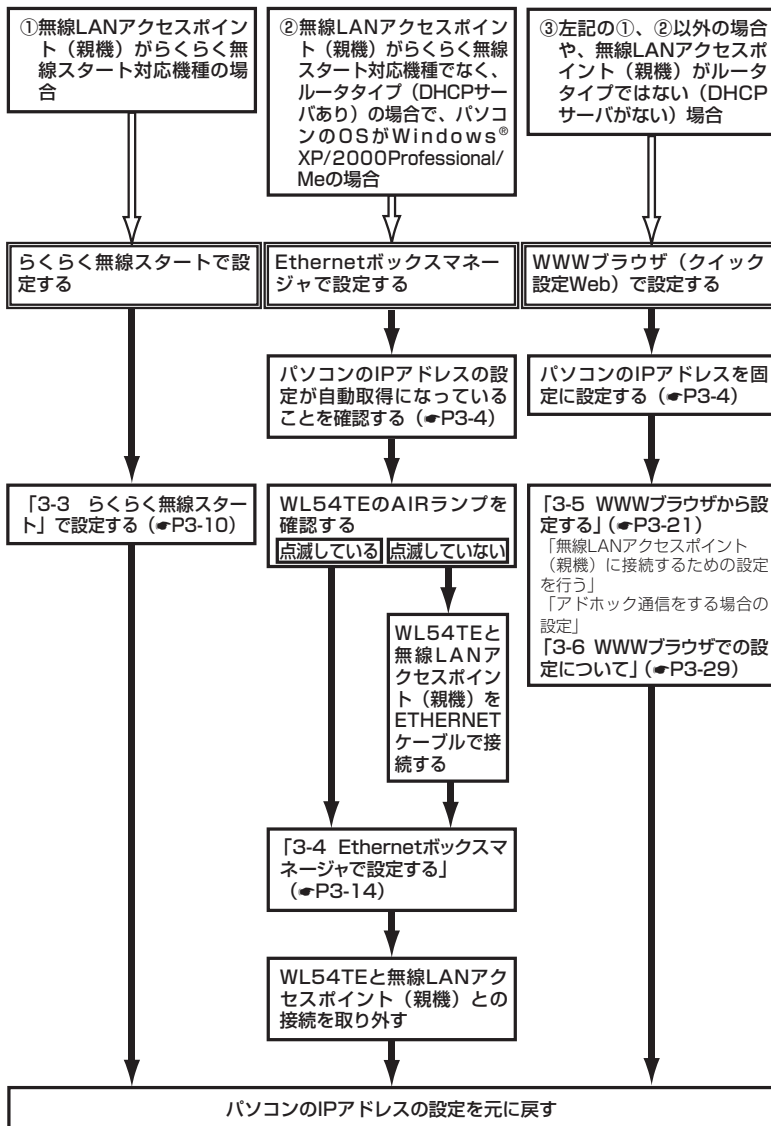 ①無線LANアクセスポイン
ト（親機）がらくらく無
線スタート対応機種の場
合
②無線LANアクセスポイン
ト（親機）がらくらく無線
スタート対応機種でなく、
ルータタイプ（DHCPサー
バあり）の場合で、パソコ
ンのOSがWindows®
XP/2000Professional/
Meの場合
③左記の①、②以外の場合
や、無線LANアクセスポ
イント（親機）がルータ
タイプではない（DHCP
サーバがない）場合
らくらく無線スタートで設
定する
Ethernetボックスマネー
ジャで設定する
WWWブラウザ（クイック
設定Web）で設定する
パソコンのIPアドレスの設
定が自動取得になっている
ことを確認する（☛P3-4）
パソコンのIPアドレスを固
定に設定する（☛P3-4）
「3-3 らくらく無線スター
ト」で設定する（☛P3-10）
WL54TEのAIRランプを
確認する
点滅している
点滅していない
「3-5 WWWブラウザから設
定する」（☛P3-21）
「無線LANアクセスポイント
（親機）に接続するための設定
を行う」
「アドホック通信をする場合の
設定」
「3-6 WWWブラウザでの設
定について」（☛P3-29）
WL54TEと
無線LANア
クセスポイン
ト（親機）を
ETHERNET
ケーブルで接
続する
「3-4 Ethernetボックスマ
ネージャで設定する」
（☛P3-14）
WL54TEと無線LANアク
セスポイント（親機）との
接続を取り外す
パソコンのIPアドレスの設定を元に戻す